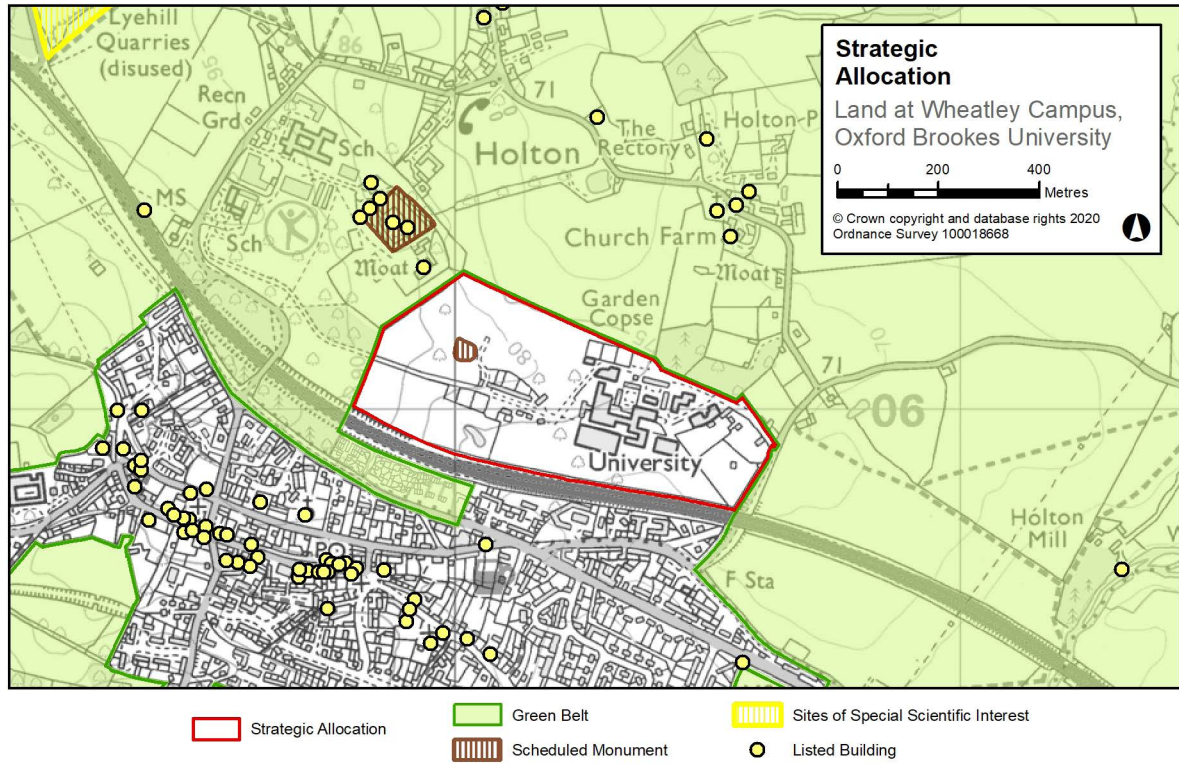 Lyehill
Quarries
(disused)
86
Recn
Grd
71
Sch
Holton
The
Rectory
Holton-P
MS
Sch
Church Farm
Moat
Moat
Garden
Copse
80
70
71
06
University
Holton
Mill
F Sta
V
Strategic
Allocation
Land at Wheatley Campus,
Oxford Brookes University
0 200 400
Metres
© Crown copyright and database rights 2020
Ordnance Survey 100018668
Strategic Allocation
Green Belt
Scheduled Monument
Sites of Special Scientific Interest
Listed Building